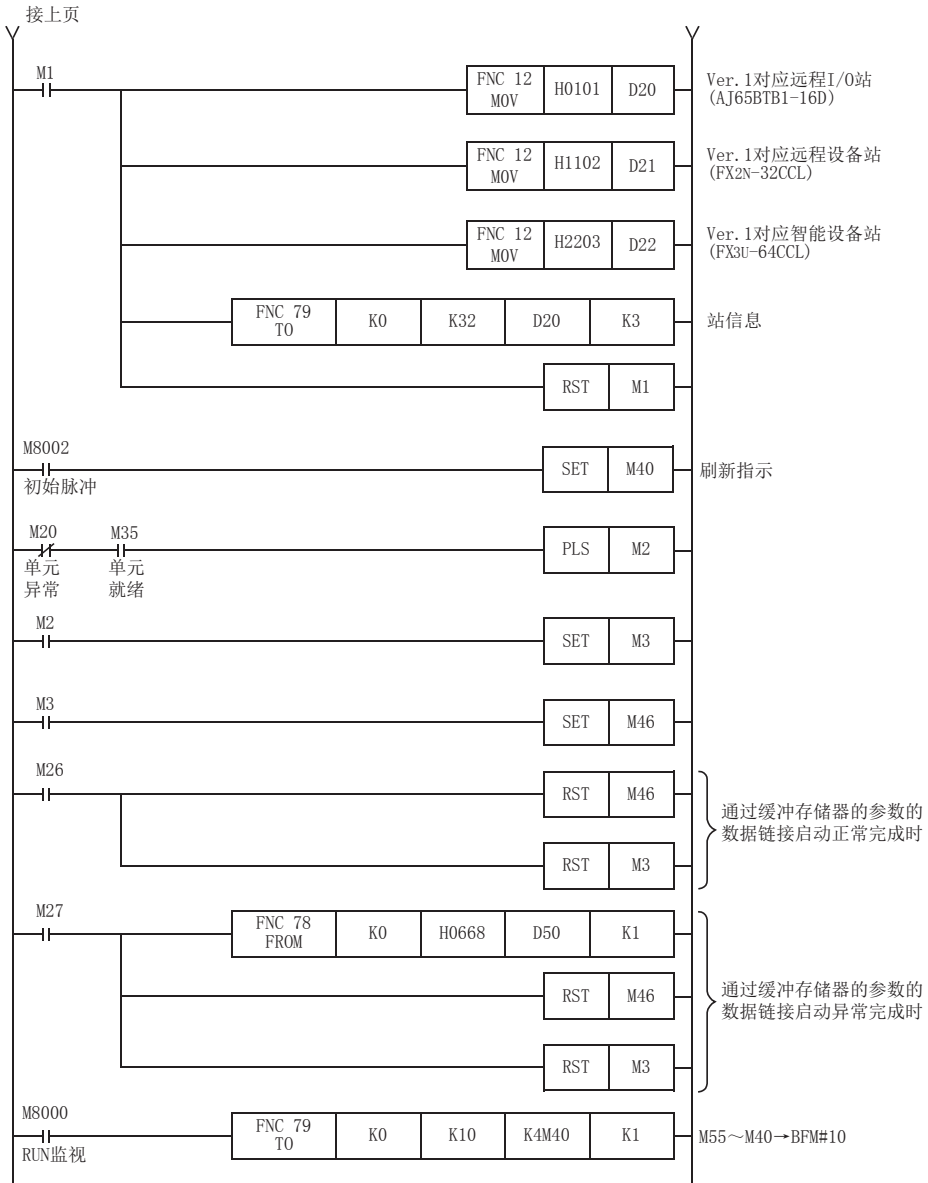 接上页
M1
FNC 12
MOV
H0101
D20
Ver.1对应远程I/O站
(AJ65BTB1-16D)
FNC 12
MOV
H1102
D21
Ver.1对应远程设备站
(FX2N-32CCL)
FNC 12
MOV
H2203
D22
Ver.1对应智能设备站
(FX3U-64CCL)
FNC 79
TO
K0
K32
D20
K3
站信息
RST
M1
M8002
初始脉冲
SET
M40
刷新指示
M20
单元
异常
M35
单元
就绪
PLS
M2
M2
SET
M3
M3
SET
M46
M26
RST
M46
RST
M3
通过缓冲存储器的参数的
数据链接启动正常完成时
M27
FNC 78
FROM
K0
H0668
D50
K1
RST
M46
RST
M3
通过缓冲存储器的参数的
数据链接启动异常完成时
M8000
RUN监视
FNC 79
TO
K0
K10
K4M40
K1
M55～M40→BFM#10